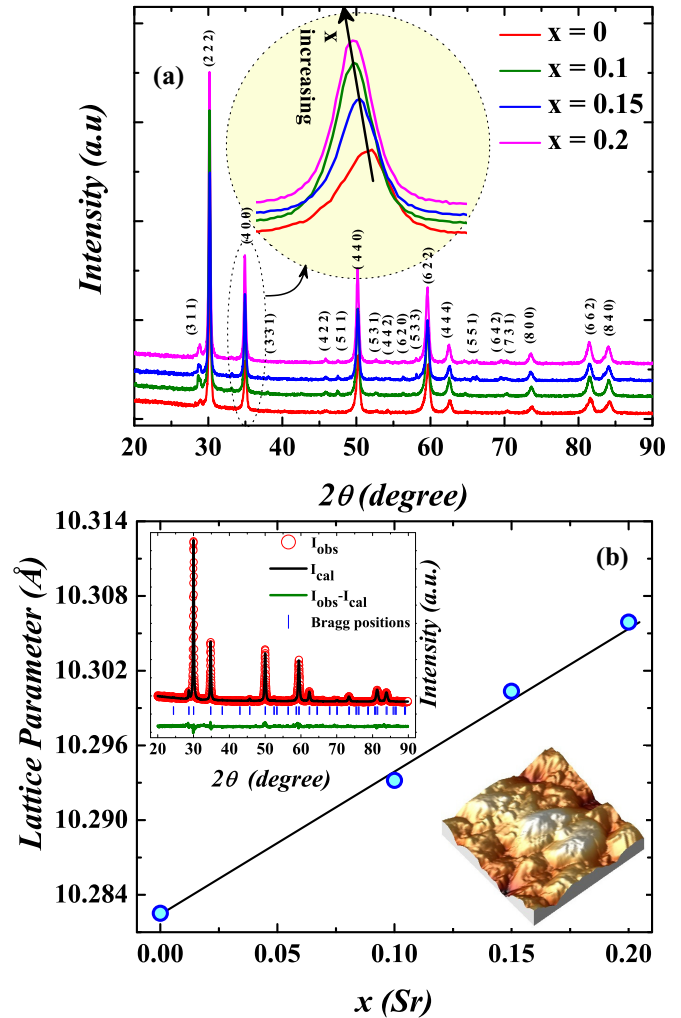 (a)
x increasing
x = 0
x = 0.1
x = 0.15
x = 0.2
Intensity (a.u)
(3 1 1)
(2 2 2)
(4 0 0)
(3 3 1)
(4 2 2)
(5 1 1)
(4 4 0)
(5 3 1)
(4 4 2)
(6 2 0)
(5 3 3)
(6 2 2)
(4 4 4)
(5 5 1)
(6 4 2)
(7 3 1)
(8 0 0)
(6 6 2)
(8 4 0)
20 30 40 50 60 70 80 90
2θ (degree)
(b)
Lattice Parameter (Å)
10.314
10.308
10.302
10.296
10.290
10.284
I_obs
I_cal
I_obs-I_cal
Bragg positions
Intensity (a.u.)
20 30 40 50 60 70 80 90
2θ (degree)
0.00 0.05 0.10 0.15 0.20
x (Sr)